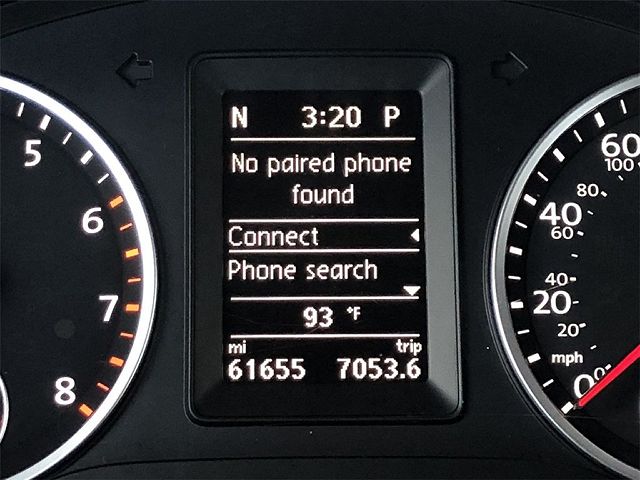 N 3:20 P
No paired phone
found
Connect
Phone search
93 °F
mi trip
61655 7053.6
5
6
7
8
60
100
80
40
60
40
20
20
mph
0
0